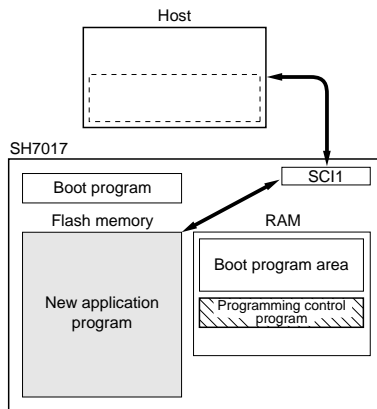 Host
SH7017
SCI1
Boot program
Flash memory
RAM
Boot program area
New application
program
Programming control
program